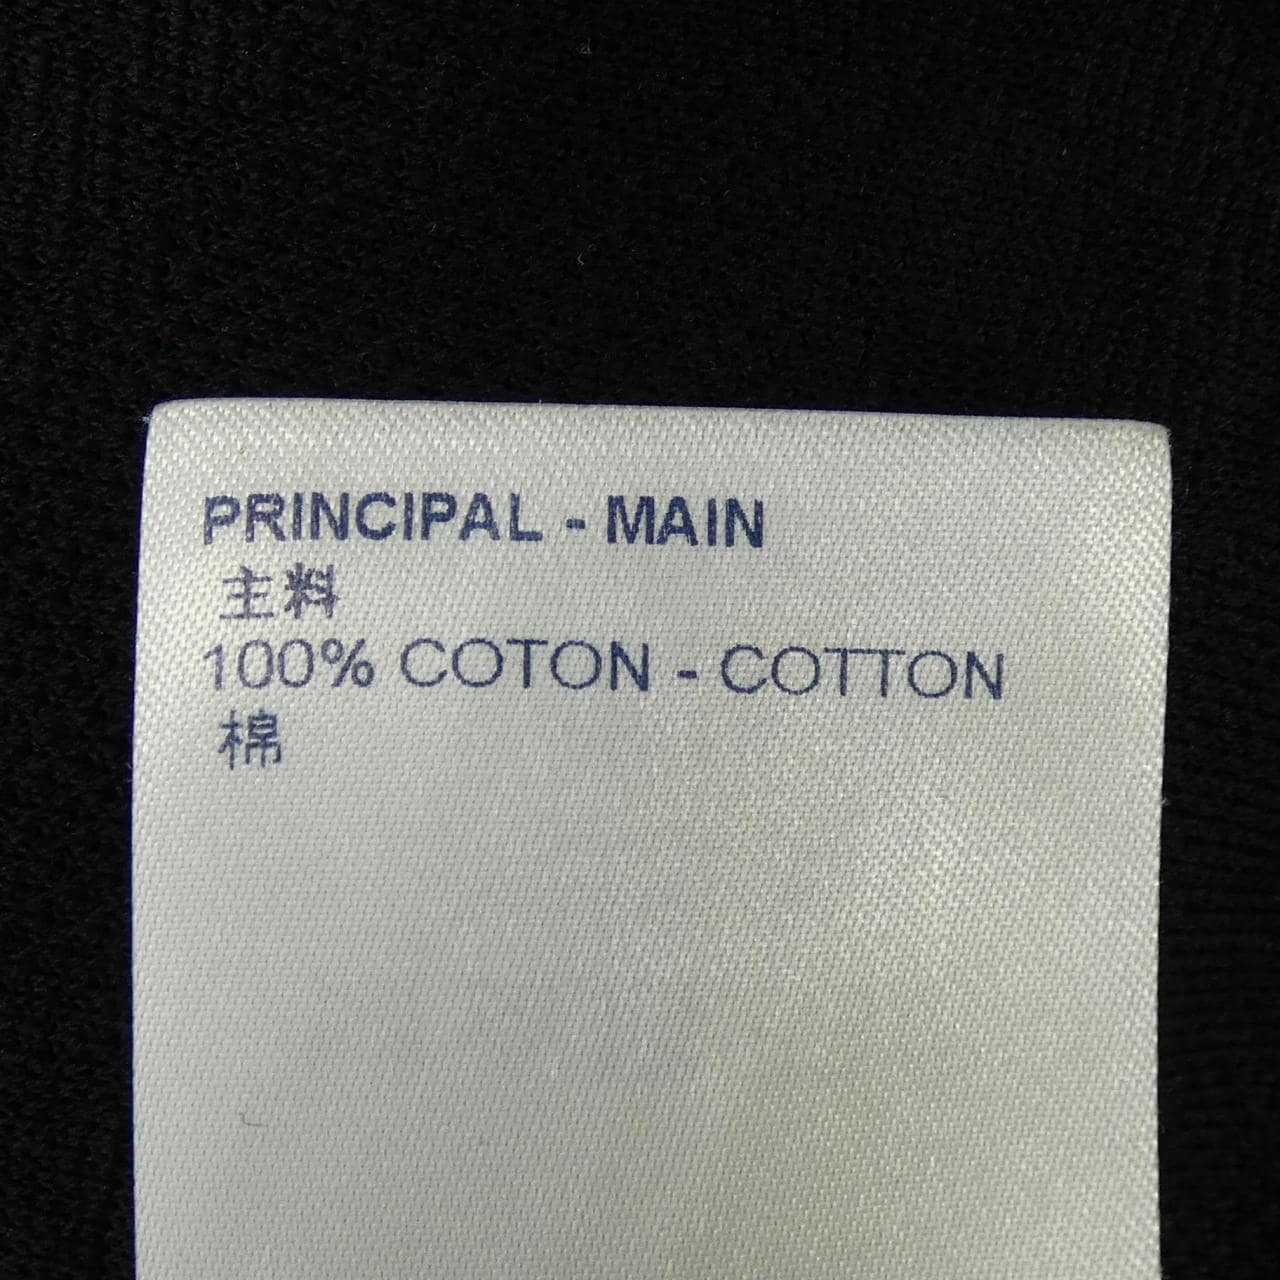 PRINCIPAL - MAIN
主料
100% COTON - COTTON
棉